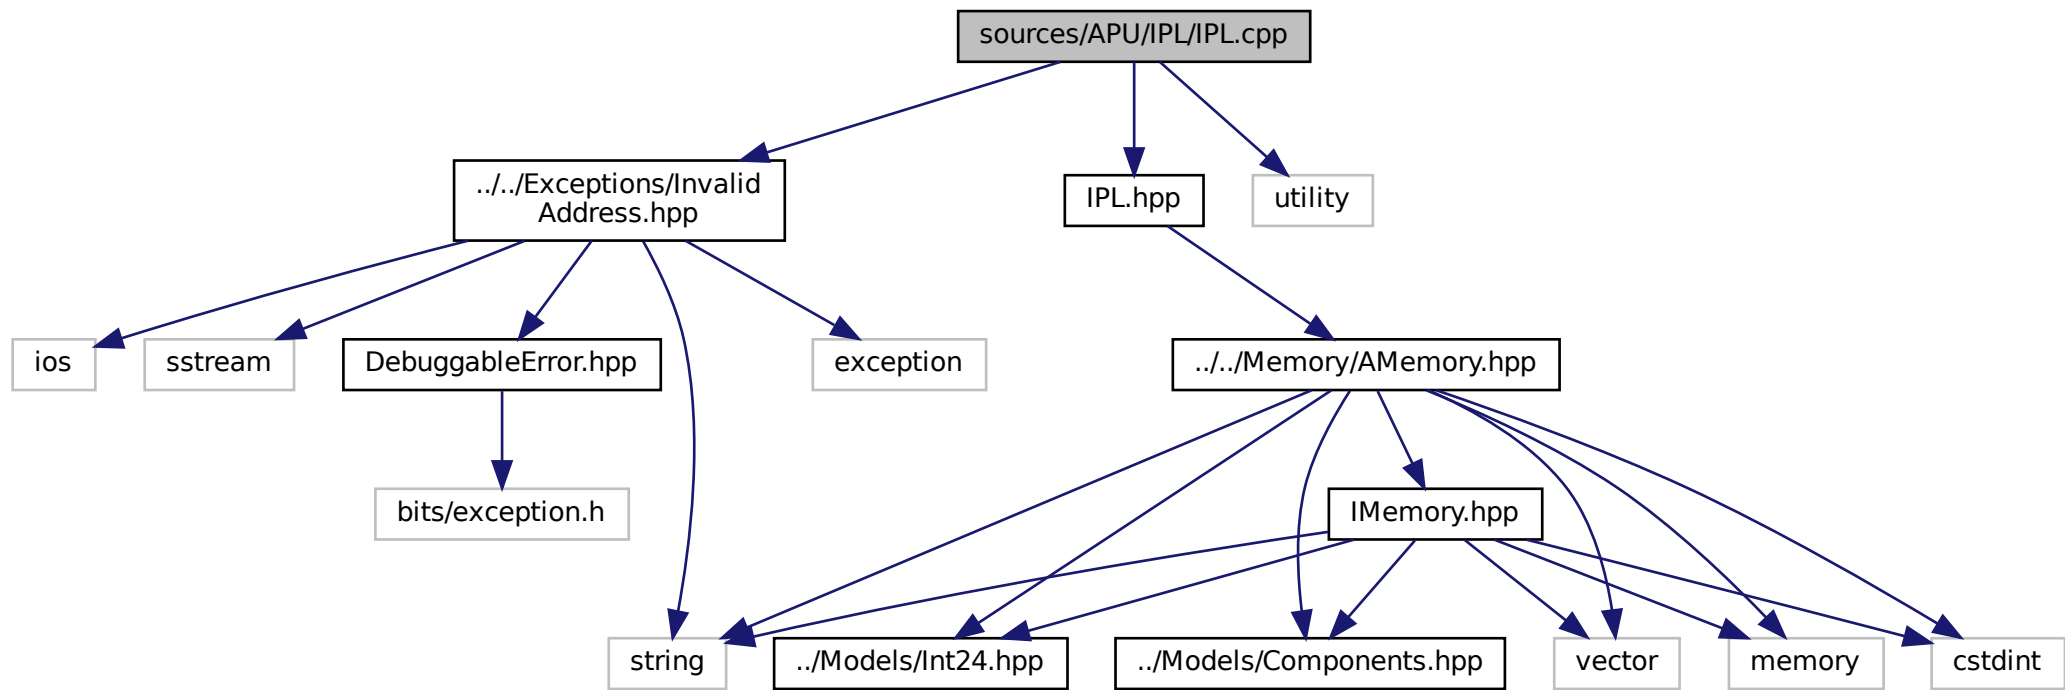 sources/APU/IPL/IPL.cpp
../../Exceptions/Invalid
Address.hpp
IPL.hpp
utility
ios
sstream
DebuggableError.hpp
exception
../../Memory/AMemory.hpp
bits/exception.h
IMemory.hpp
string
../Models/Int24.hpp
../Models/Components.hpp
vector
memory
cstdint